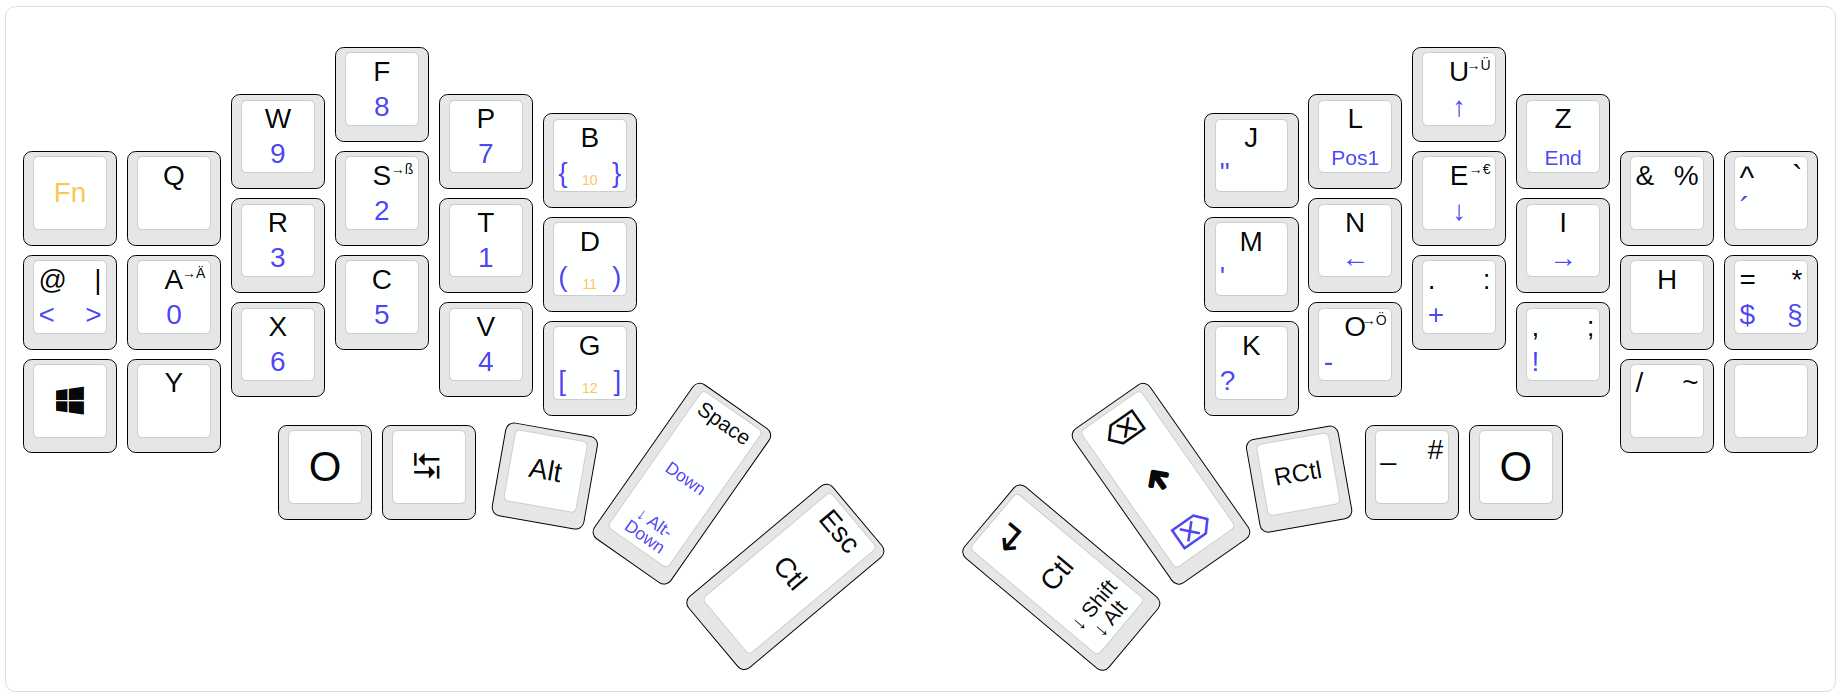 Fn
Q
W
9
F
8
P
7
B
{ 10 }
@ |
< >
A→Ä
0
R
3
S→ß
2
T
1
D
( 11 )
Y
X
6
C
5
V
4
G
[ 12 ]
O
Alt
Space
Down
↓ Alt-
Down
Esc
Ctl
J
"
L
Pos1
U→Ü
↑
Z
End
& %
^ `
´
M
'
N
←
E→€
↓
I
→
H
= *
$ §
K
?
O→Ö
-
. :
+
, ;
!
/ ~
Ctl
→ Shift
→ Alt
RCtl
_ #
O